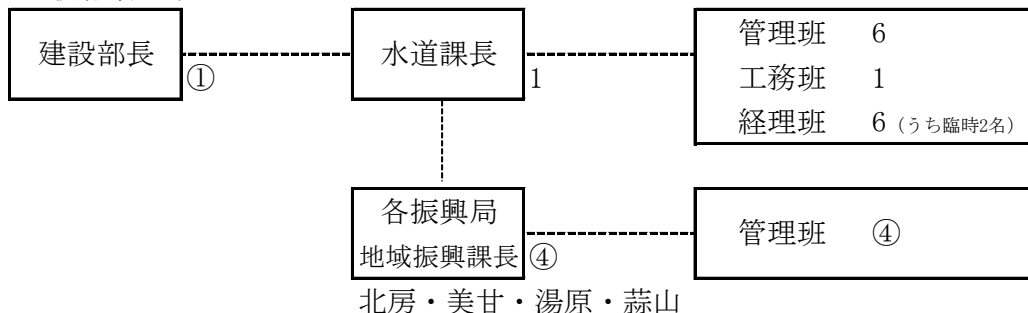 建設部長 ①
水道課長 1
管理班 6
工務班 1
経理班 6 (うち臨時2名)
各振興局
地域振興課長 ④
管理班 ④
北房・美甘・湯原・蒜山